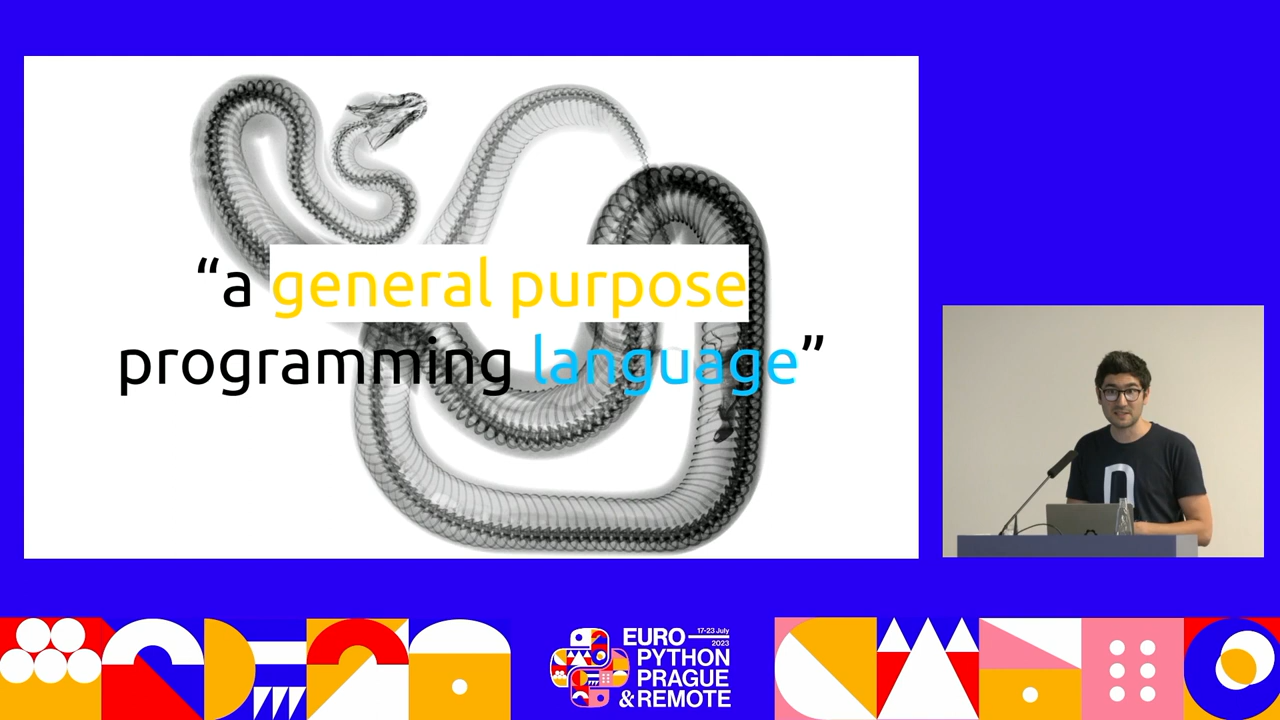 “a general purpose
programming language”
17-23 July
2023
EURO
PYTHON
PRAGUE
& REMOTE